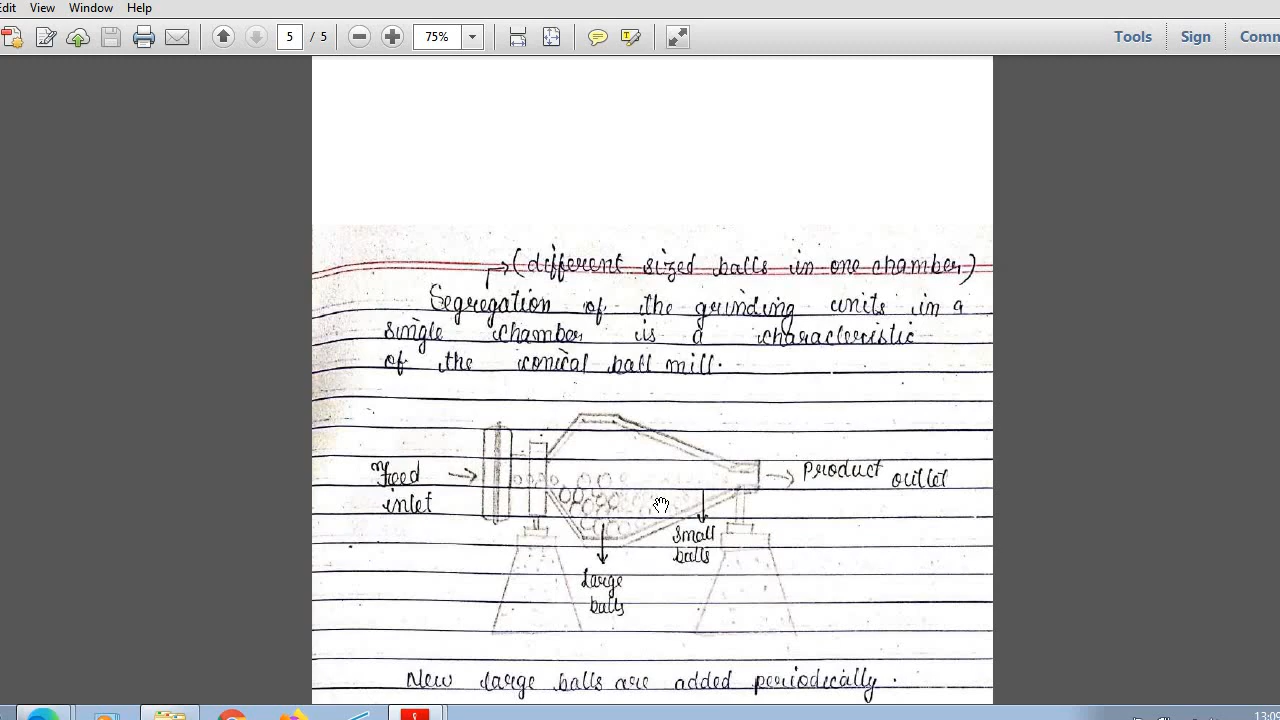 Edit View Window Help
5 / 5 75% Tools Sign
→(different sized balls in one chamber)
Segregation of the grinding units in a
single chamber is a characteristic
of the conical ball mill.
Feed → → Product outlet
inlet
Small
balls
Large
balls
New large balls are added periodically.